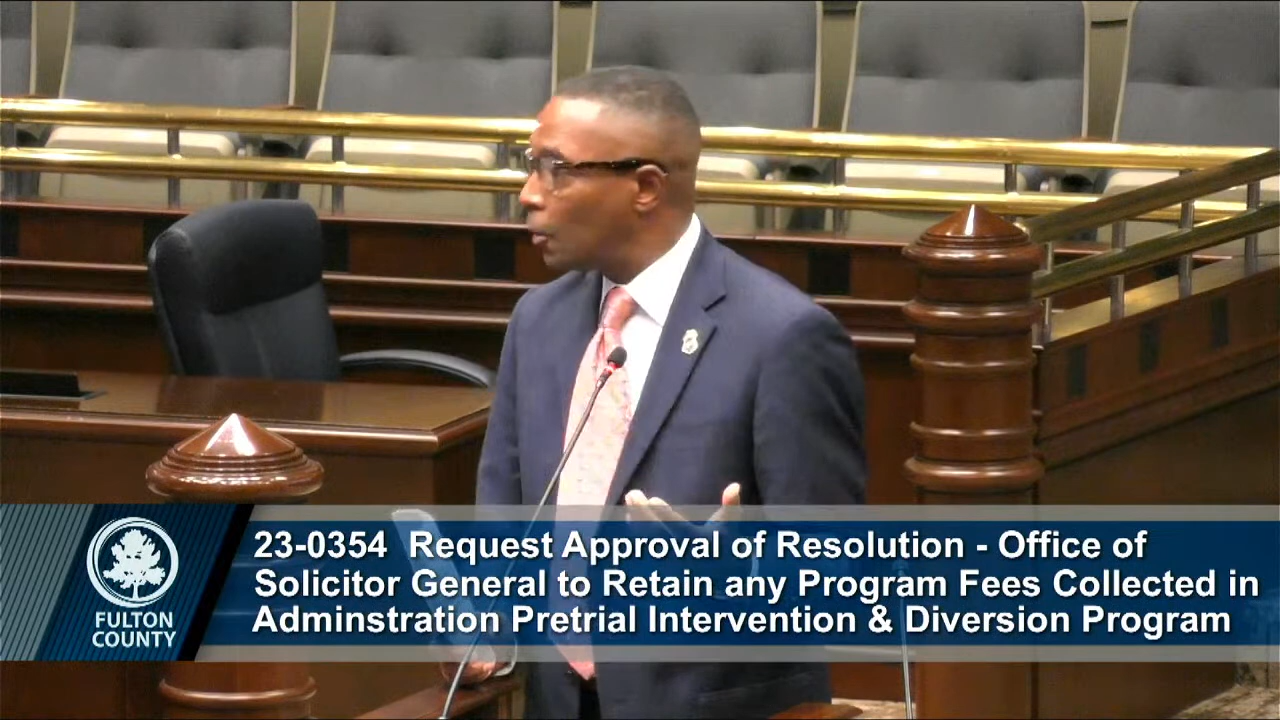 23-0354 Request Approval of Resolution - Office of
Solicitor General to Retain any Program Fees Collected in
Adminstration Pretrial Intervention & Diversion Program
FULTON
COUNTY